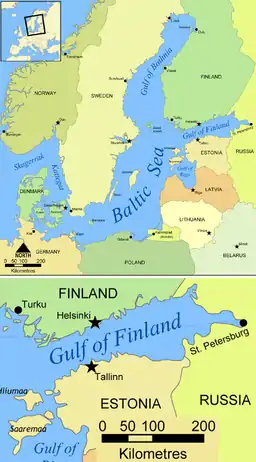 Gulf of Bothnia
FINLAND
NORWAY
SWEDEN
Gulf of Finland
St. Petersburg
ESTONIA
RUSSIA
Skagerrak
Kattegat
Baltic Sea
Gulf of Riga
LATVIA
DENMARK
LITHUANIA
NORTH
0 50 100 200
Kilometres
GERMANY
POLAND
BELARUS
FINLAND
Turku
Helsinki
Gulf of Finland
St. Petersburg
Tallinn
Hiiumaa
ESTONIA
RUSSIA
Saaremaa
0
100
200
Gulf of
Kilometres